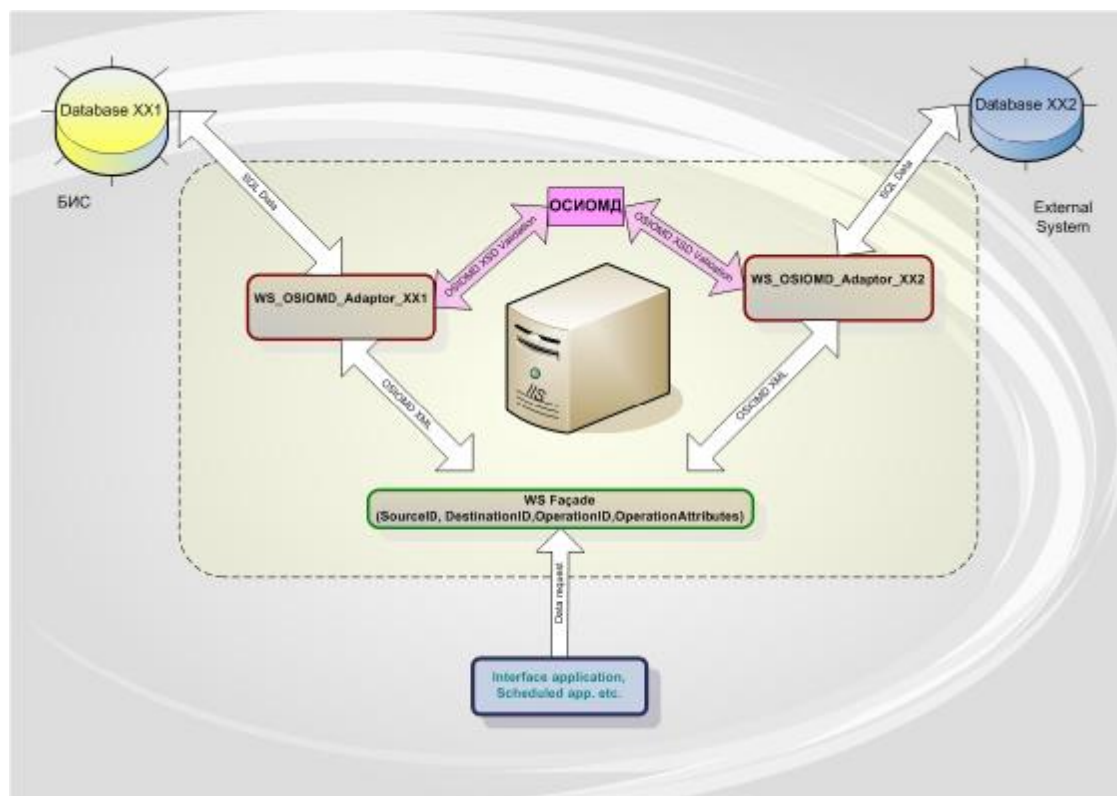 Database XX1
Database XX2
БИС
External
System
SQL Data
SQL Data
ОСИОМД
OSIOMD XSD Validation
OSIOMD XSD Validation
WS_OSIOMD_Adaptor_XX1
WS_OSIOMD_Adaptor_XX2
IIS
OSIOMD XML
OSIOMD XML
WS Façade
(SourceID, DestinationID,OperationID,OperationAttributes)
Data request
Interface application,
Scheduled app. etc.